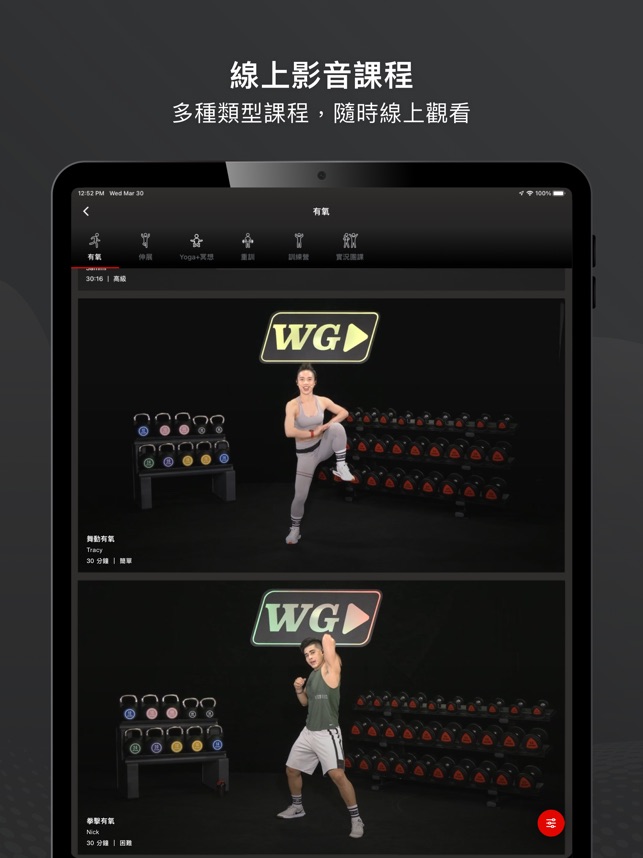 線上影音課程
多種類型課程，隨時線上觀看
12:52 PM Wed Mar 30
100%
有氧
有氧
伸展
Yoga+冥想
重訓
訓練營
實況團課
30:16 | 高級
WG
舞動有氧
Tracy
30 分鐘 | 簡單
WG
拳擊有氧
Nick
30 分鐘 | 困難